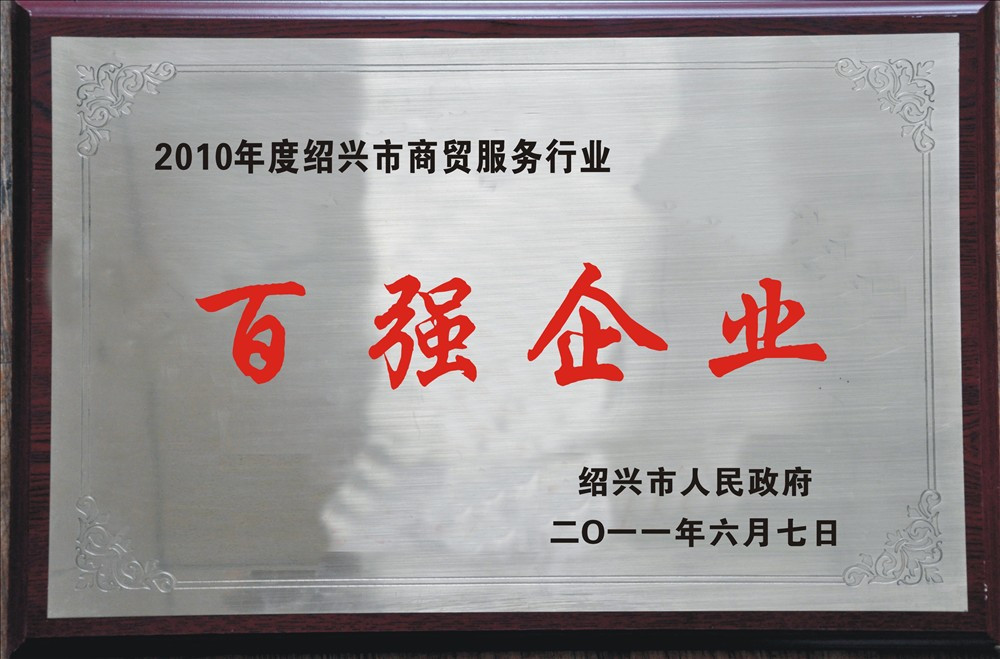 2010年度绍兴市商贸服务行业
百强企业
绍兴市人民政府
二〇一一年六月七日